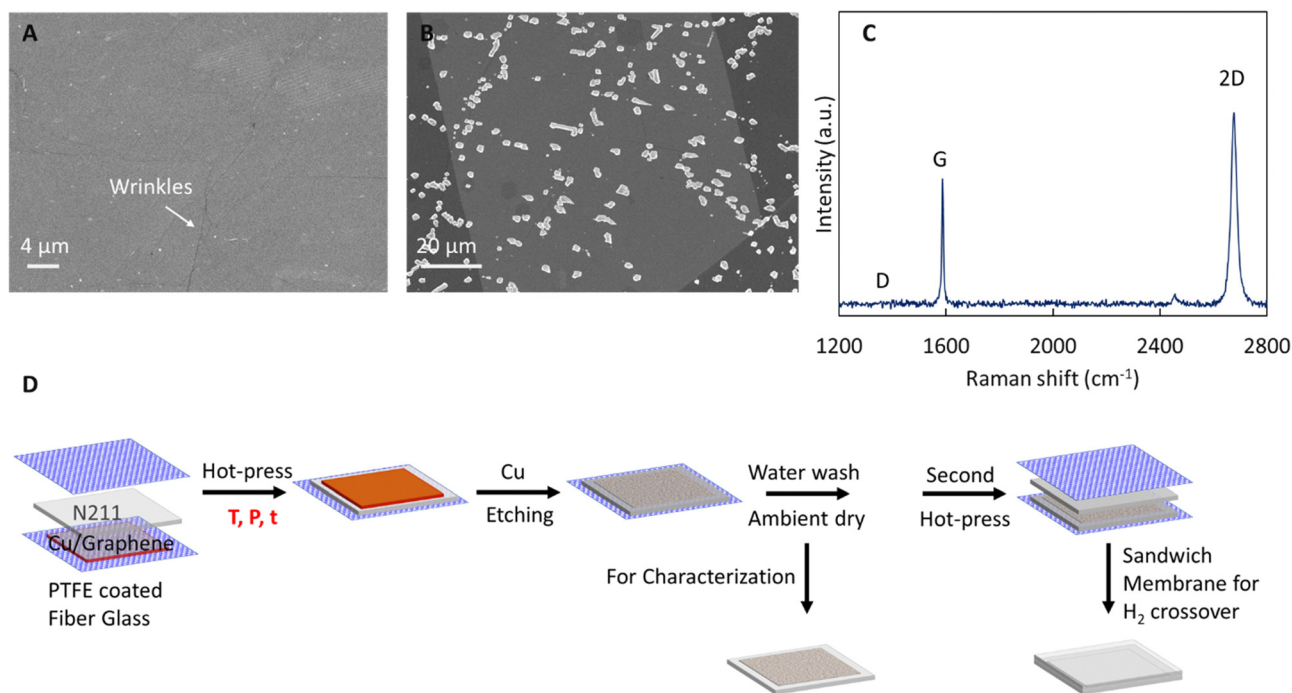 A
Wrinkles
4 μm
B
20 μm
C
Intensity (a.u.)
D
G
2D
1200 1600 2000 2400 2800
Raman shift (cm⁻¹)
D
N211
Cu/Graphene
PTFE coated
Fiber Glass
Hot-press
T, P, t
Cu
Etching
Water wash
Ambient dry
For Characterization
Second
Hot-press
Sandwich
Membrane for
H₂ crossover